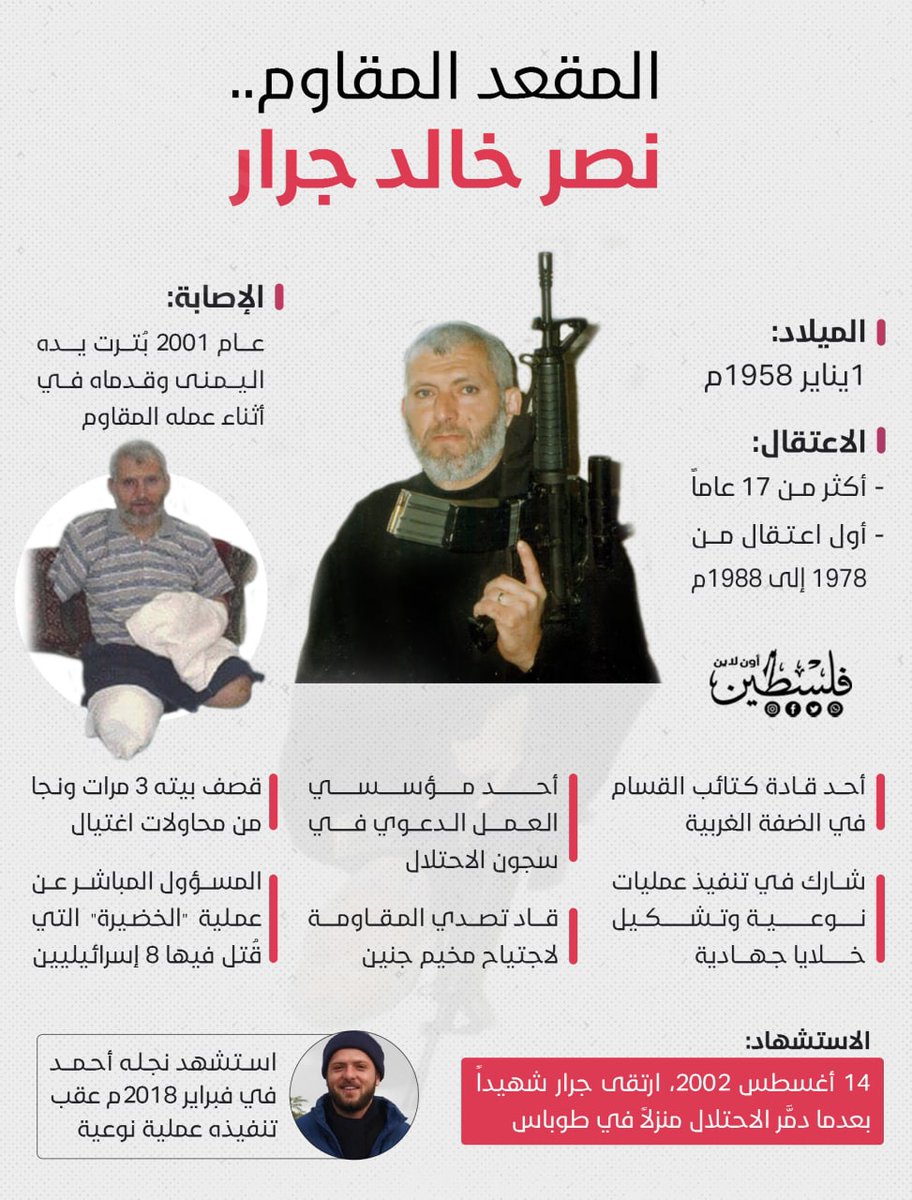 المقعد المقاوم..
نصر خالد جرار
الميلاد:
1يناير 1958م
الاعتقال:
- أكثر من 17 عاماً
- أول اعتقال من
1978 إلى 1988م
الإصابة:
عام 2001 بُترت يده
اليمنى وقدماه في
أثناء عمله المقاوم
فلسطين
أون لاين
أحد قادة كتائب القسام
في الضفة الغربية
شارك في تنفيذ عمليات
نوعية وتشكيل
خلايا جهادية
أحد مؤسسي
العمل الدعوي في
سجون الاحتلال
قاد تصدي المقاومة
لاجتياح مخيم جنين
قصف بيته 3 مرات ونجا
من محاولات اغتيال
المسؤول المباشر عن
عملية "الخضيرة" التي
قُتل فيها 8 إسرائيليين
الاستشهاد:
14 أغسطس 2002، ارتقى جرار شهيداً
بعدما دمَّر الاحتلال منزلاً في طوباس
استشهد نجله أحمد
في فبراير 2018م عقب
تنفيذه عملية نوعية